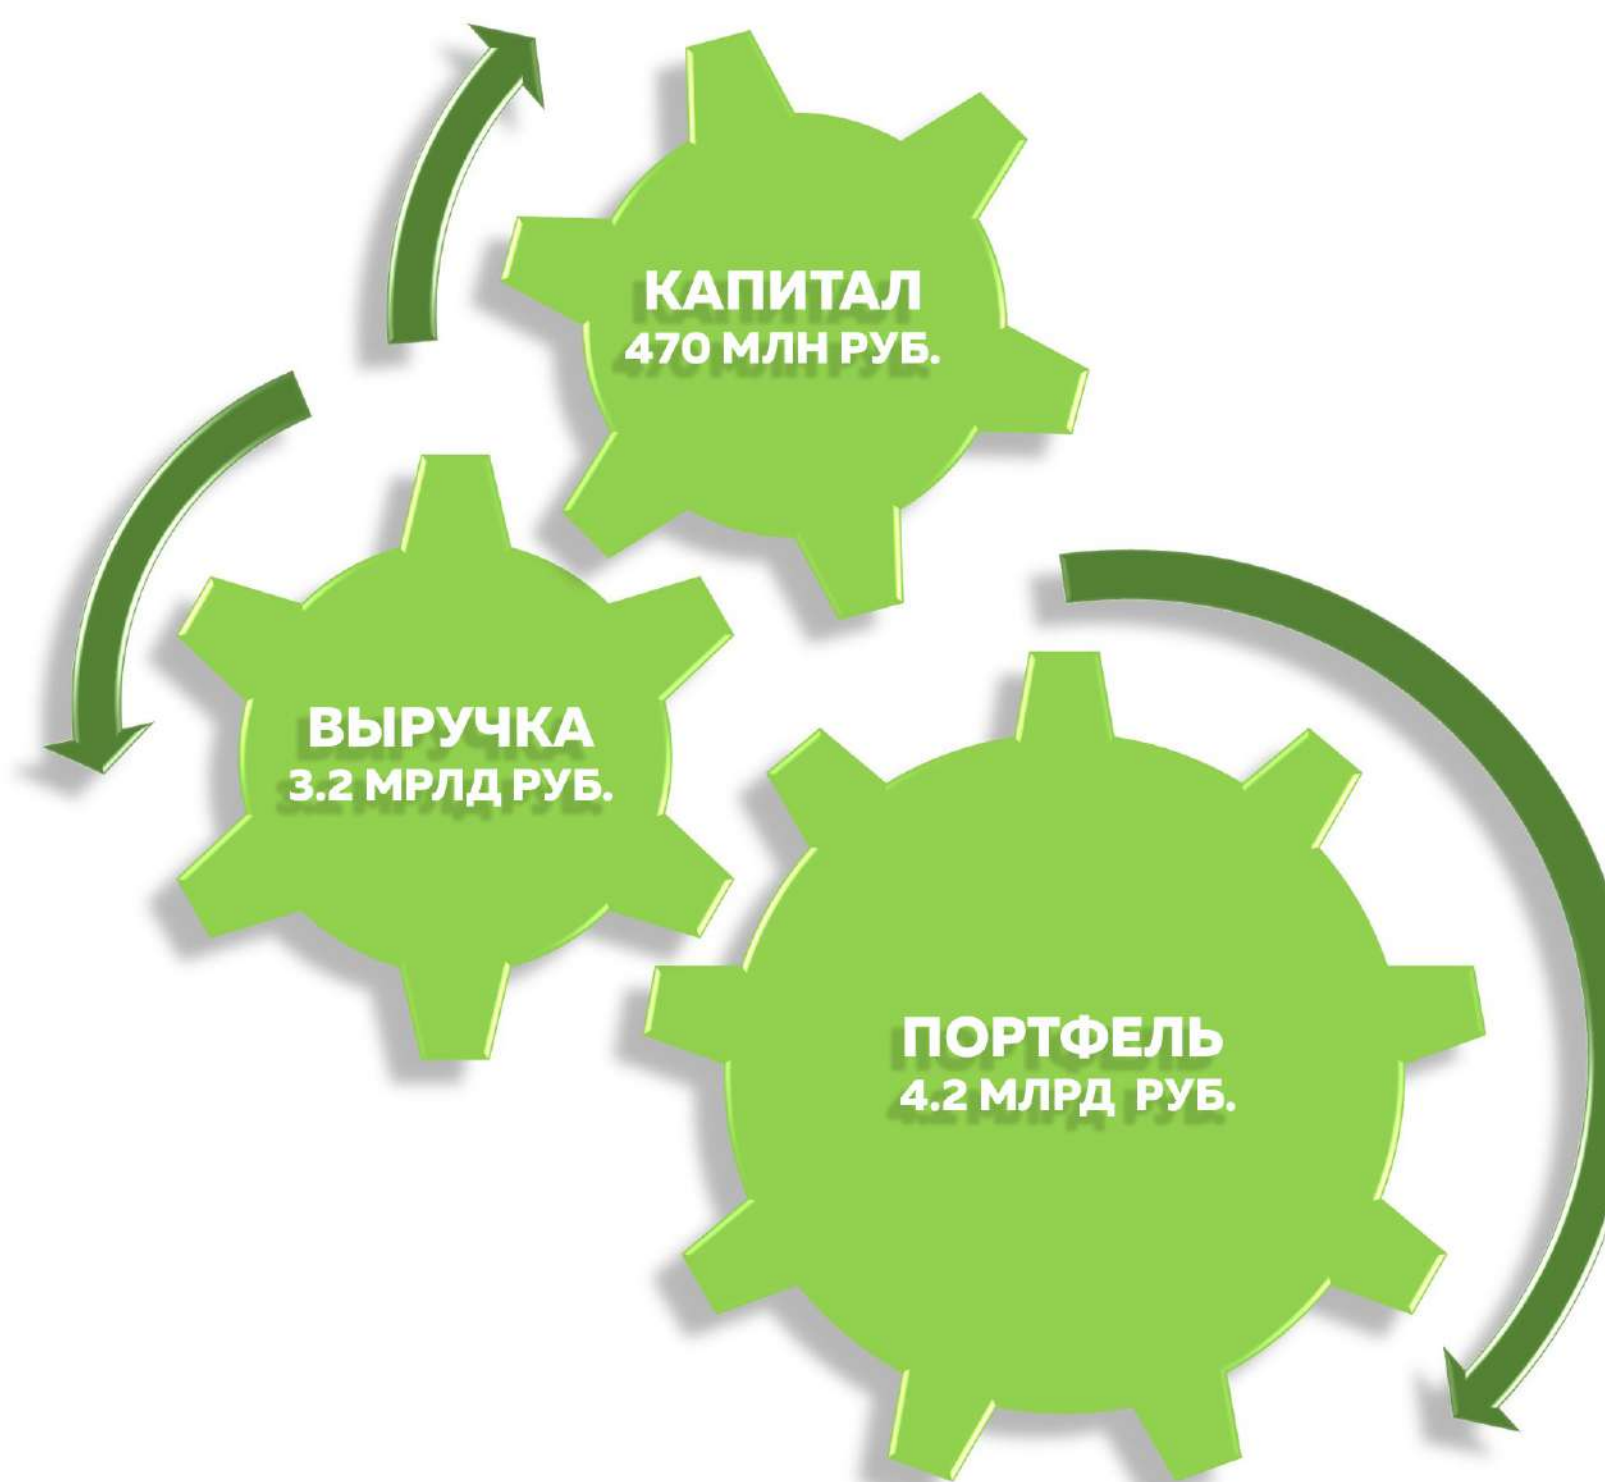 КАПИТАЛ
470 МЛН РУБ.
ВЫРУЧКА
3.2 МРЛД РУБ.
ПОРТФЕЛЬ
4.2 МЛРД РУБ.